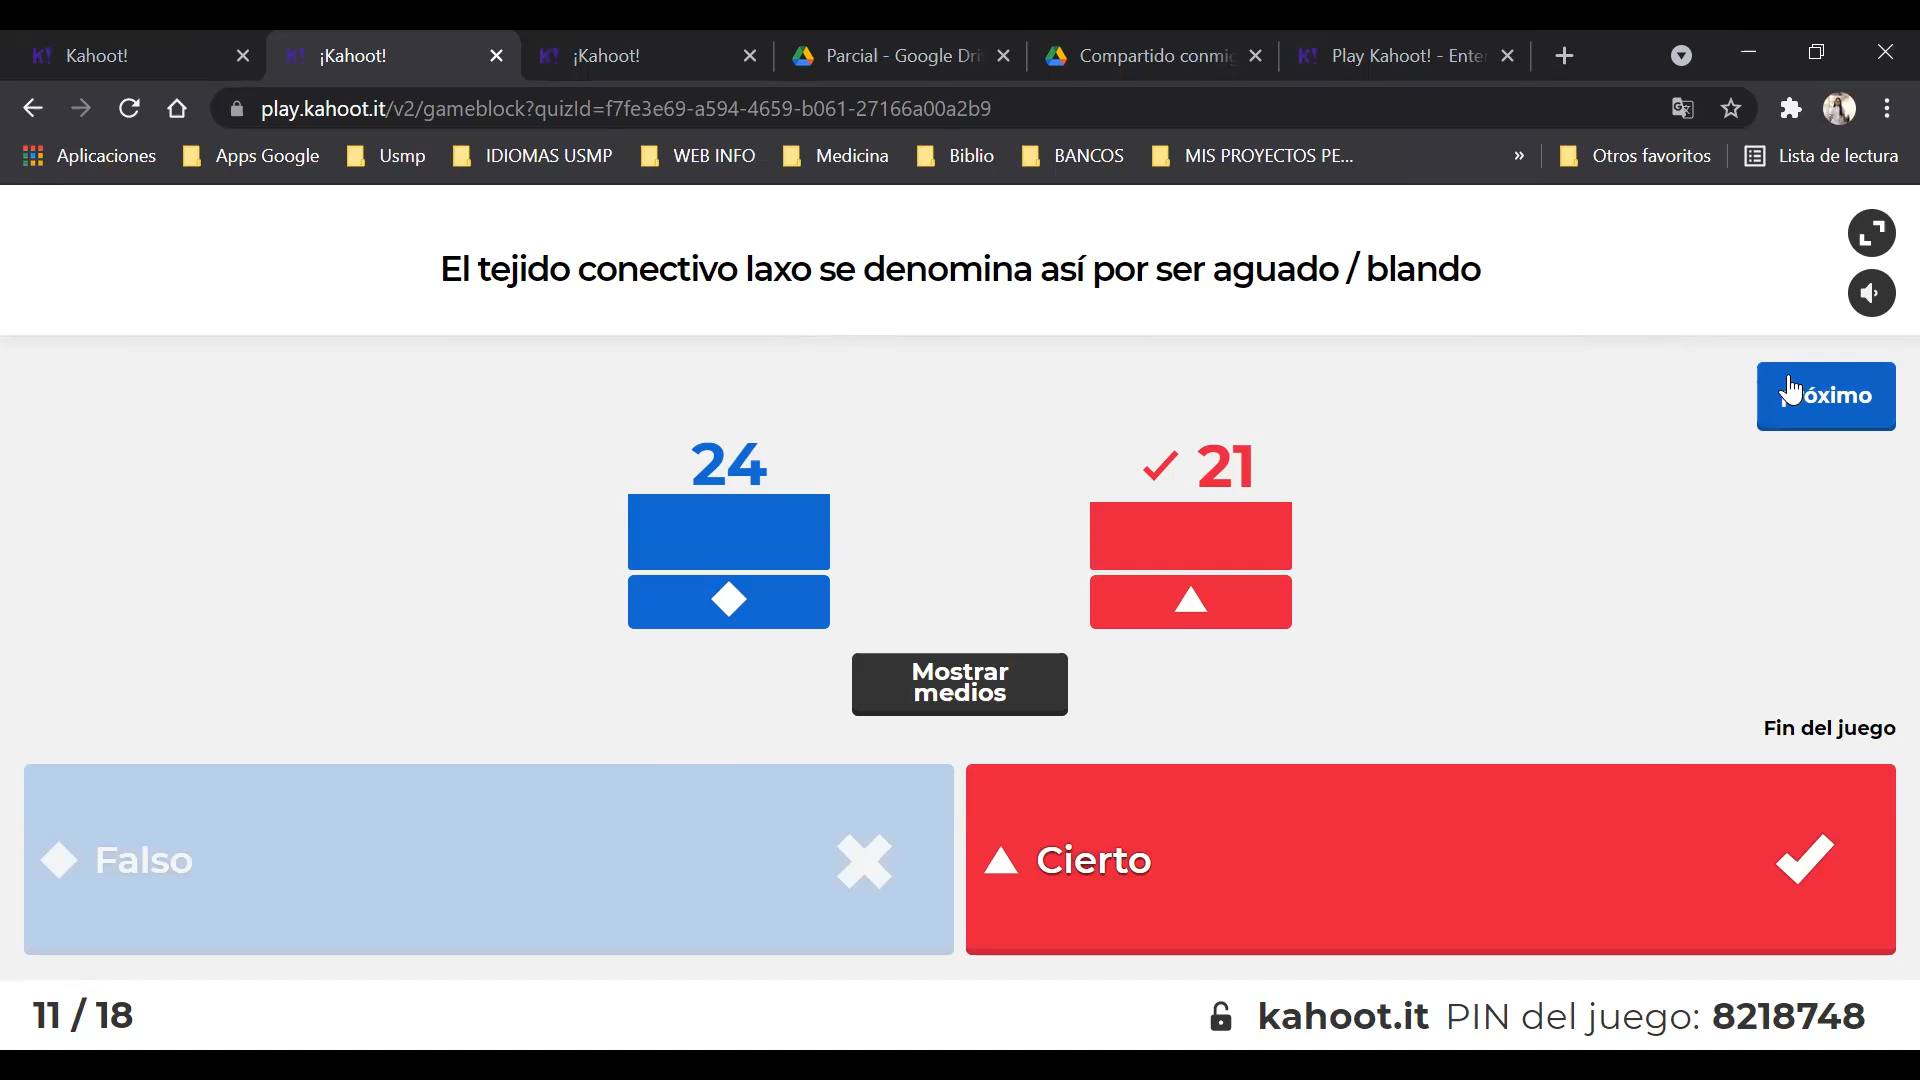 Kahoot!
¡Kahoot!
¡Kahoot!
Parcial - Google Dri
Compartido conmi
Play Kahoot! - Ente
play.kahoot.it/v2/gameblock?quizId=f7fe3e69-a594-4659-b061-27166a00a2b9
Aplicaciones
Apps Google
Usmp
IDIOMAS USMP
WEB INFO
Medicina
Biblio
BANCOS
MIS PROYECTOS PE...
»
Otros favoritos
Lista de lectura
El tejido conectivo laxo se denomina así por ser aguado / blando
Próximo
24
21
Mostrar
medios
Fin del juego
Falso
Cierto
11 / 18
kahoot.it PIN del juego: 8218748